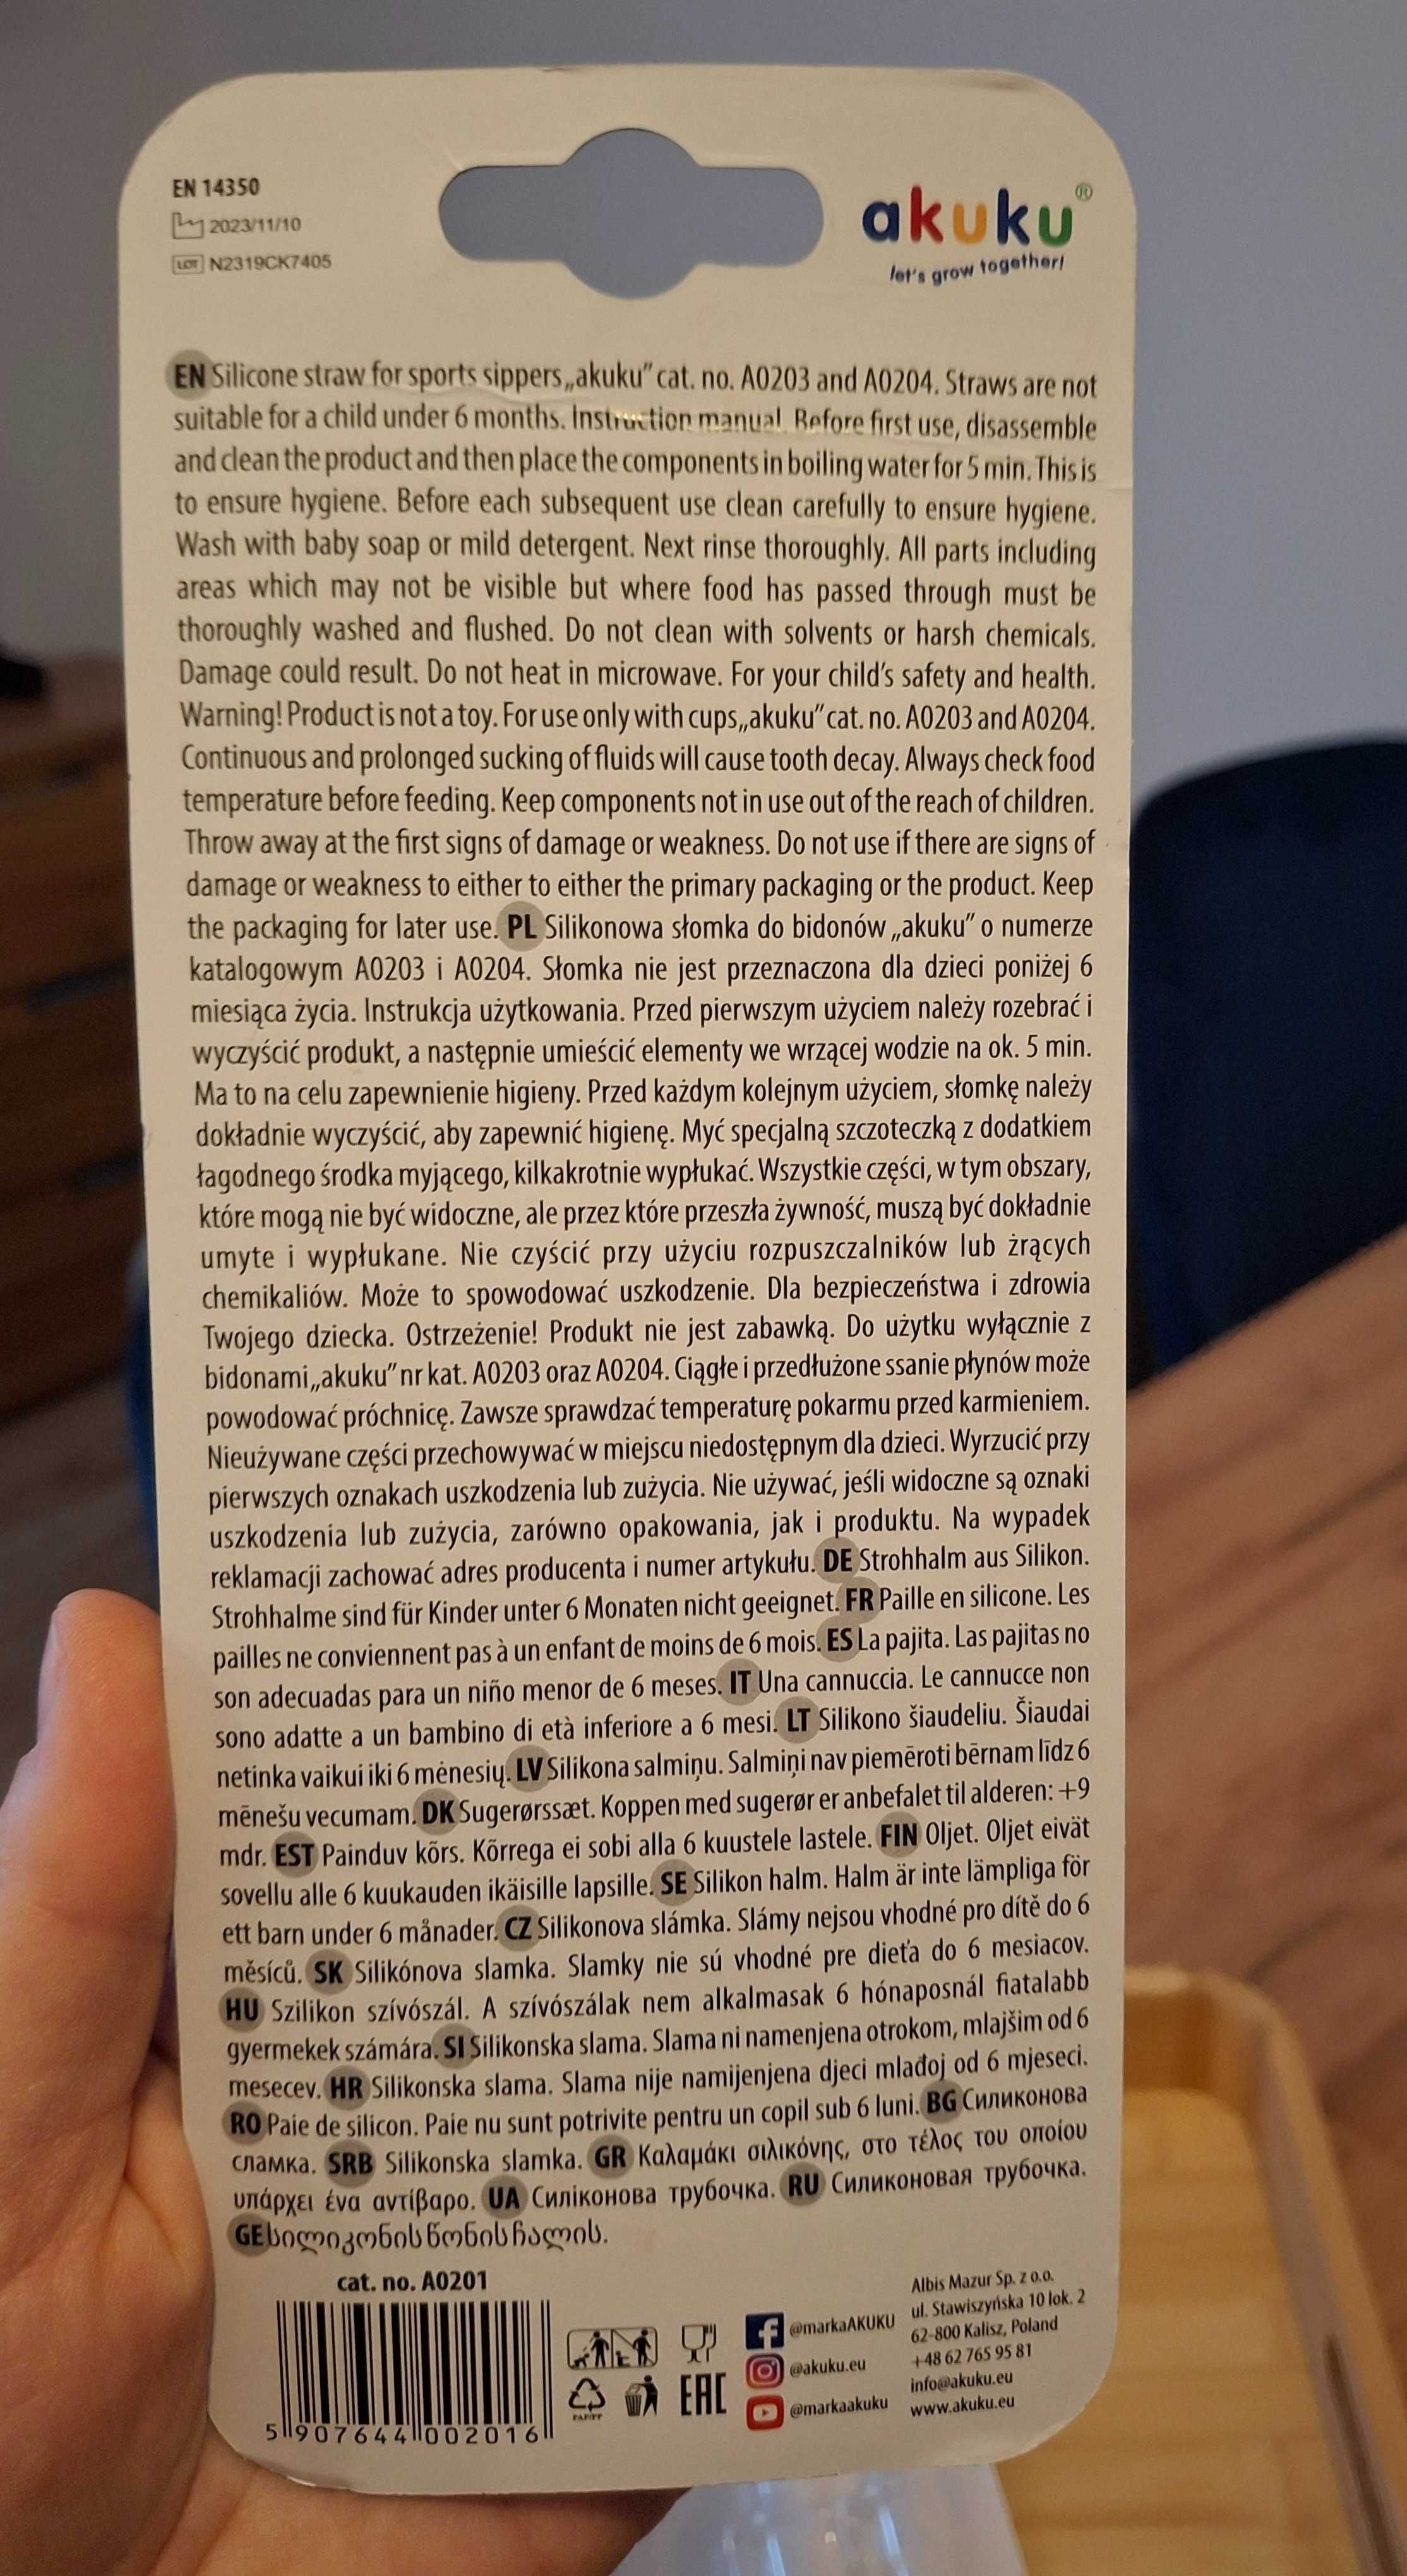 EN 14350
2023/11/10
LOT N2319CK7405
akuku®
let's grow together!
EN Silicone straw for sports sippers „akuku” cat. no. A0203 and A0204. Straws are not
suitable for a child under 6 months. Instruction manual. Before first use, disassemble
and clean the product and then place the components in boiling water for 5 min. This is
to ensure hygiene. Before each subsequent use clean carefully to ensure hygiene.
Wash with baby soap or mild detergent. Next rinse thoroughly. All parts including
areas which may not be visible but where food has passed through must be
thoroughly washed and flushed. Do not clean with solvents or harsh chemicals.
Damage could result. Do not heat in microwave. For your child's safety and health.
Warning! Product is not a toy. For use only with cups „akuku” cat. no. A0203 and A0204.
Continuous and prolonged sucking of fluids will cause tooth decay. Always check food
temperature before feeding. Keep components not in use out of the reach of children.
Throw away at the first signs of damage or weakness. Do not use if there are signs of
damage or weakness to either to either the primary packaging or the product. Keep
the packaging for later use. PL Silikonowa słomka do bidonów „akuku” o numerze
katalogowym A0203 i A0204. Słomka nie jest przeznaczona dla dzieci poniżej 6
miesiąca życia. Instrukcja użytkowania. Przed pierwszym użyciem należy rozebrać i
wyczyścić produkt, a następnie umieścić elementy we wrzącej wodzie na ok. 5 min.
Ma to na celu zapewnienie higieny. Przed każdym kolejnym użyciem, słomkę należy
dokładnie wyczyścić, aby zapewnić higienę. Myć specjalną szczoteczką z dodatkiem
łagodnego środka myjącego, kilkakrotnie wypłukać. Wszystkie części, w tym obszary,
które mogą nie być widoczne, ale przez które przeszła żywność, muszą być dokładnie
umyte i wypłukane. Nie czyścić przy użyciu rozpuszczalników lub żrących
chemikaliów. Może to spowodować uszkodzenie. Dla bezpieczeństwa i zdrowia
Twojego dziecka. Ostrzeżenie! Produkt nie jest zabawką. Do użytku wyłącznie z
bidonami „akuku” nr kat. A0203 oraz A0204. Ciągłe i przedłużone ssanie płynów może
powodować próchnicę. Zawsze sprawdzać temperaturę pokarmu przed karmieniem.
Nieużywane części przechowywać w miejscu niedostępnym dla dzieci. Wyrzucić przy
pierwszych oznakach uszkodzenia lub zużycia. Nie używać, jeśli widoczne są oznaki
uszkodzenia lub zużycia, zarówno opakowania, jak i produktu. Na wypadek
reklamacji zachować adres producenta i numer artykułu. DE Strohhalm aus Silikon.
Strohhalme sind für Kinder unter 6 Monaten nicht geeignet. FR Paille en silicone. Les
pailles ne conviennent pas à un enfant de moins de 6 mois. ES La pajita. Las pajitas no
son adecuadas para un niño menor de 6 meses. IT Una cannuccia. Le cannucce non
sono adatte a un bambino di età inferiore a 6 mesi. LT Silikono šiaudeliu. Šiaudai
netinka vaikui iki 6 mėnesių. LV Silikona salmiņu. Salmiņi nav piemēroti bērnam līdz 6
mēnešu vecumam. DK Sugerørssæt. Koppen med sugerør er anbefalet til alderen: +9
mdr. EST Painduv kõrs. Kõrrega ei sobi alla 6 kuustele lastele. FIN Oljet. Oljet eivät
sovellu alle 6 kuukauden ikäisille lapsille. SE Silikon halm. Halm är inte lämpliga för
ett barn under 6 månader. CZ Silikonova slámka. Slámy nejsou vhodné pro dítě do 6
měsíců. SK Silikónova slamka. Slamky nie sú vhodné pre dieťa do 6 mesiacov.
HU Szilikon szívószál. A szívószálak nem alkalmasak 6 hónaposnál fiatalabb
gyermekek számára. SI Silikonska slama. Slama ni namenjena otrokom, mlajšim od 6
mesecev. HR Silikonska slama. Slama nije namijenjena djeci mlađoj od 6 mjeseci.
RO Paie de silicon. Paie nu sunt potrivite pentru un copil sub 6 luni. BG Силиконова
сламка. SRB Silikonska slamka. GR Καλαμάκι σιλικόνης, στο τέλος του οποίου
υπάρχει ένα αντίβαρο. UA Силіконова трубочка. RU Силиконовая трубочка.
GE სილიკონის წონის ჩალის.
cat. no. A0201
5 907644 002016
PAP/PP
EAC
@markaAKUKU
@akuku.eu
@markaakuku
Albis Mazur Sp. z o.o.
ul. Stawiszyńska 10 lok. 2
62-800 Kalisz, Poland
+48 62 765 95 81
info@akuku.eu
www.akuku.eu